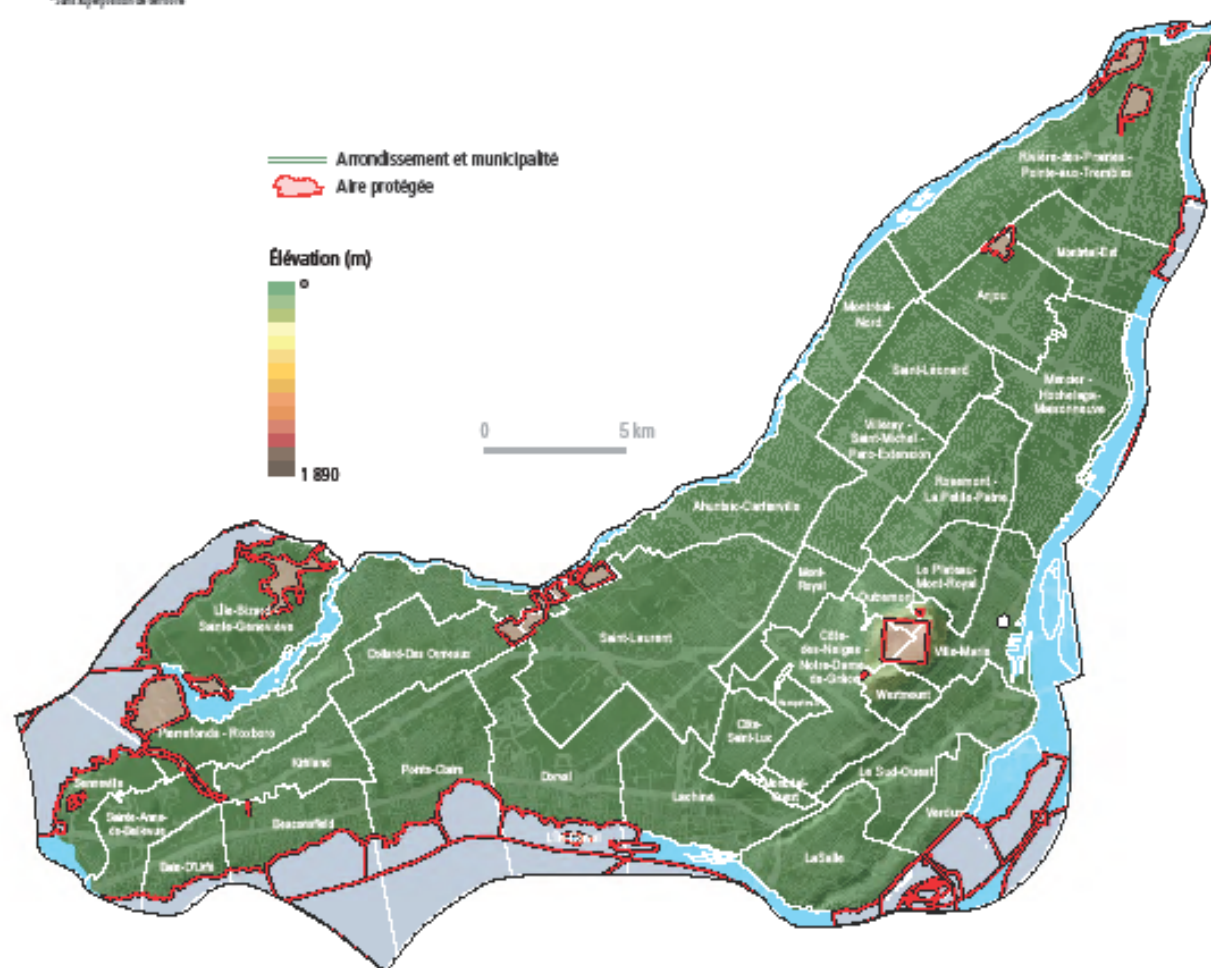 Arrondissement et municipalité
Aire protégée
Élévation (m)
0
1 890
0
5 km
Rivière-des-Prairies -
Pointe-aux-Trembles
Montréal-Est
Anjou
Montréal-
Nord
Saint-Léonard
Mercier -
Hochelaga-
Maisonneuve
Villeray -
Saint-Michel -
Parc-Extension
Rosemont -
La Petite-Patrie
Ahuntsic-Cartierville
Mont-
Royal
Le Plateau-
Mont-Royal
Outremont
L'Île-Bizard -
Sainte-Geneviève
Saint-Laurent
Côte-
des-Neiges -
Notre-Dame-
de-Grâce
Ville-Marie
Dollard-Des Ormeaux
Westmount
Côte-
Saint-Luc
Pierrefonds - Roxboro
Kirkland
Pointe-Claire
Dorval
Le Sud-Ouest
Senneville
Montréal-
Ouest
Lachine
Verdun
Sainte-Anne-
de-Bellevue
Beaconsfield
L'Île-Dorval
LaSalle
Baie-D'Urfé